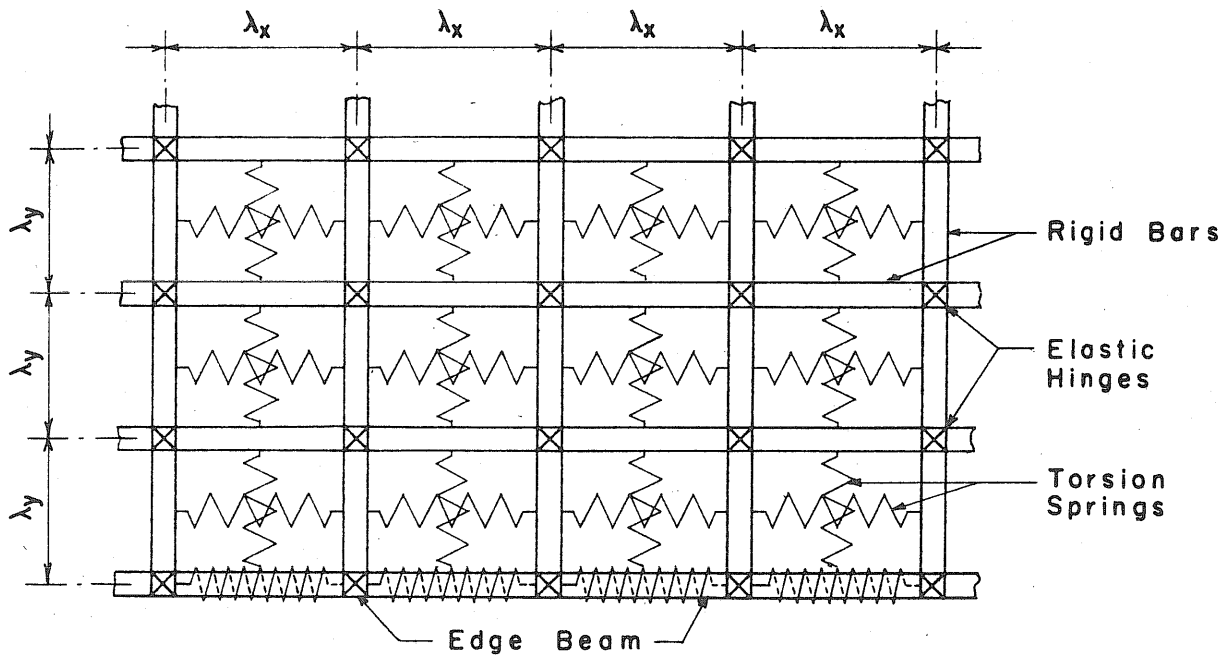 λx λx λx λx
λy
Rigid Bars
λy
Elastic
Hinges
λy
Torsion
Springs
Edge Beam